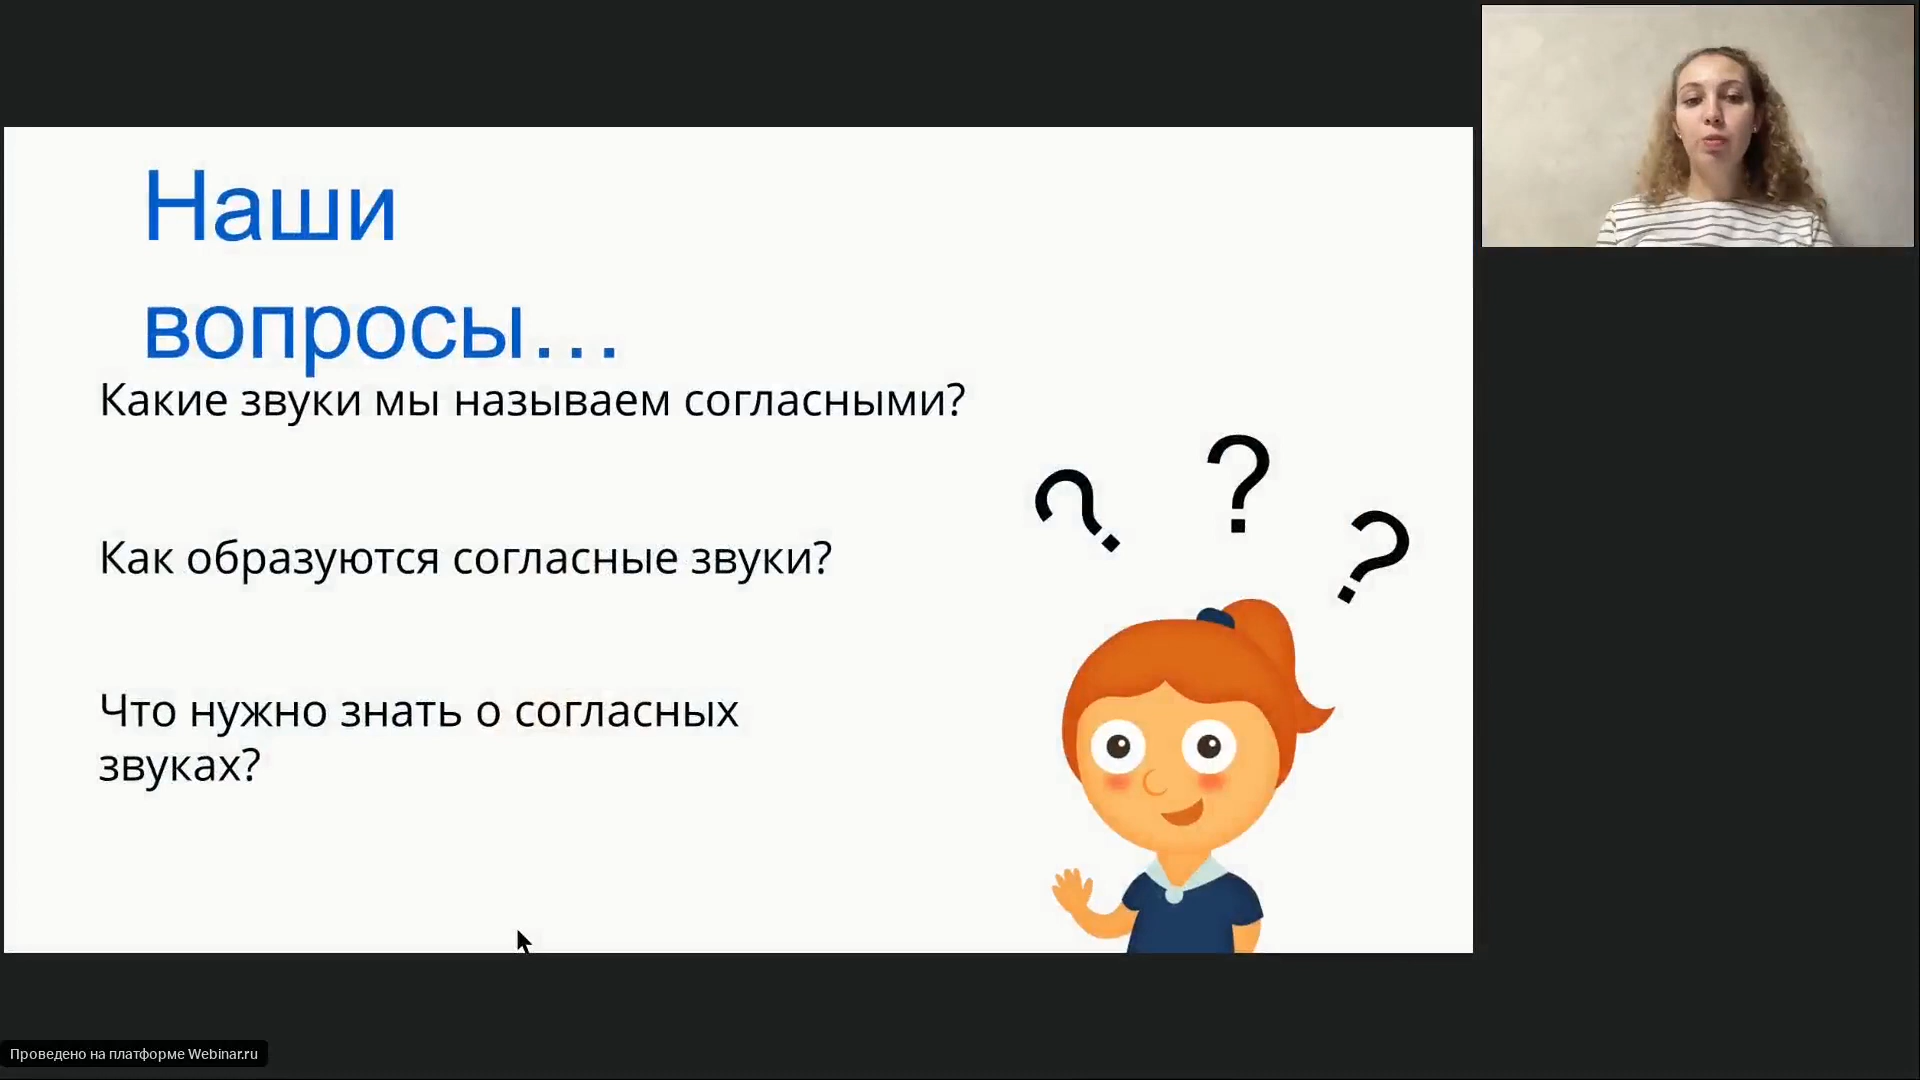 Наши
вопросы...
Какие звуки мы называем согласными?
Как образуются согласные звуки?
Что нужно знать о согласных
звуках?
? ? ?
Проведено на платформе Webinar.ru